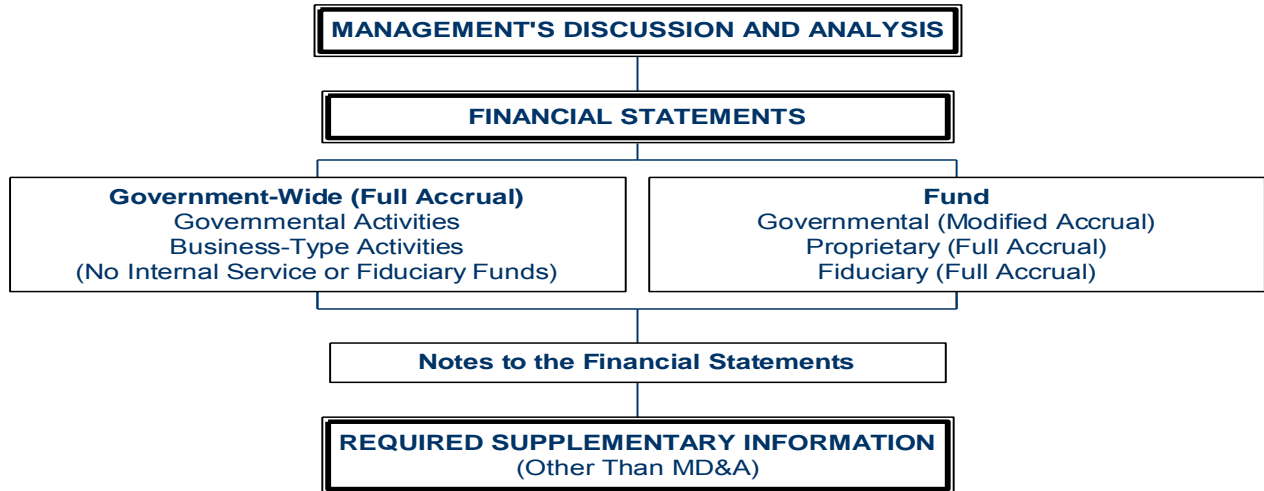 MANAGEMENT'S DISCUSSION AND ANALYSIS
FINANCIAL STATEMENTS
Government-Wide (Full Accrual)
Governmental Activities
Business-Type Activities
(No Internal Service or Fiduciary Funds)
Fund
Governmental (Modified Accrual)
Proprietary (Full Accrual)
Fiduciary (Full Accrual)
Notes to the Financial Statements
REQUIRED SUPPLEMENTARY INFORMATION
(Other Than MD&A)